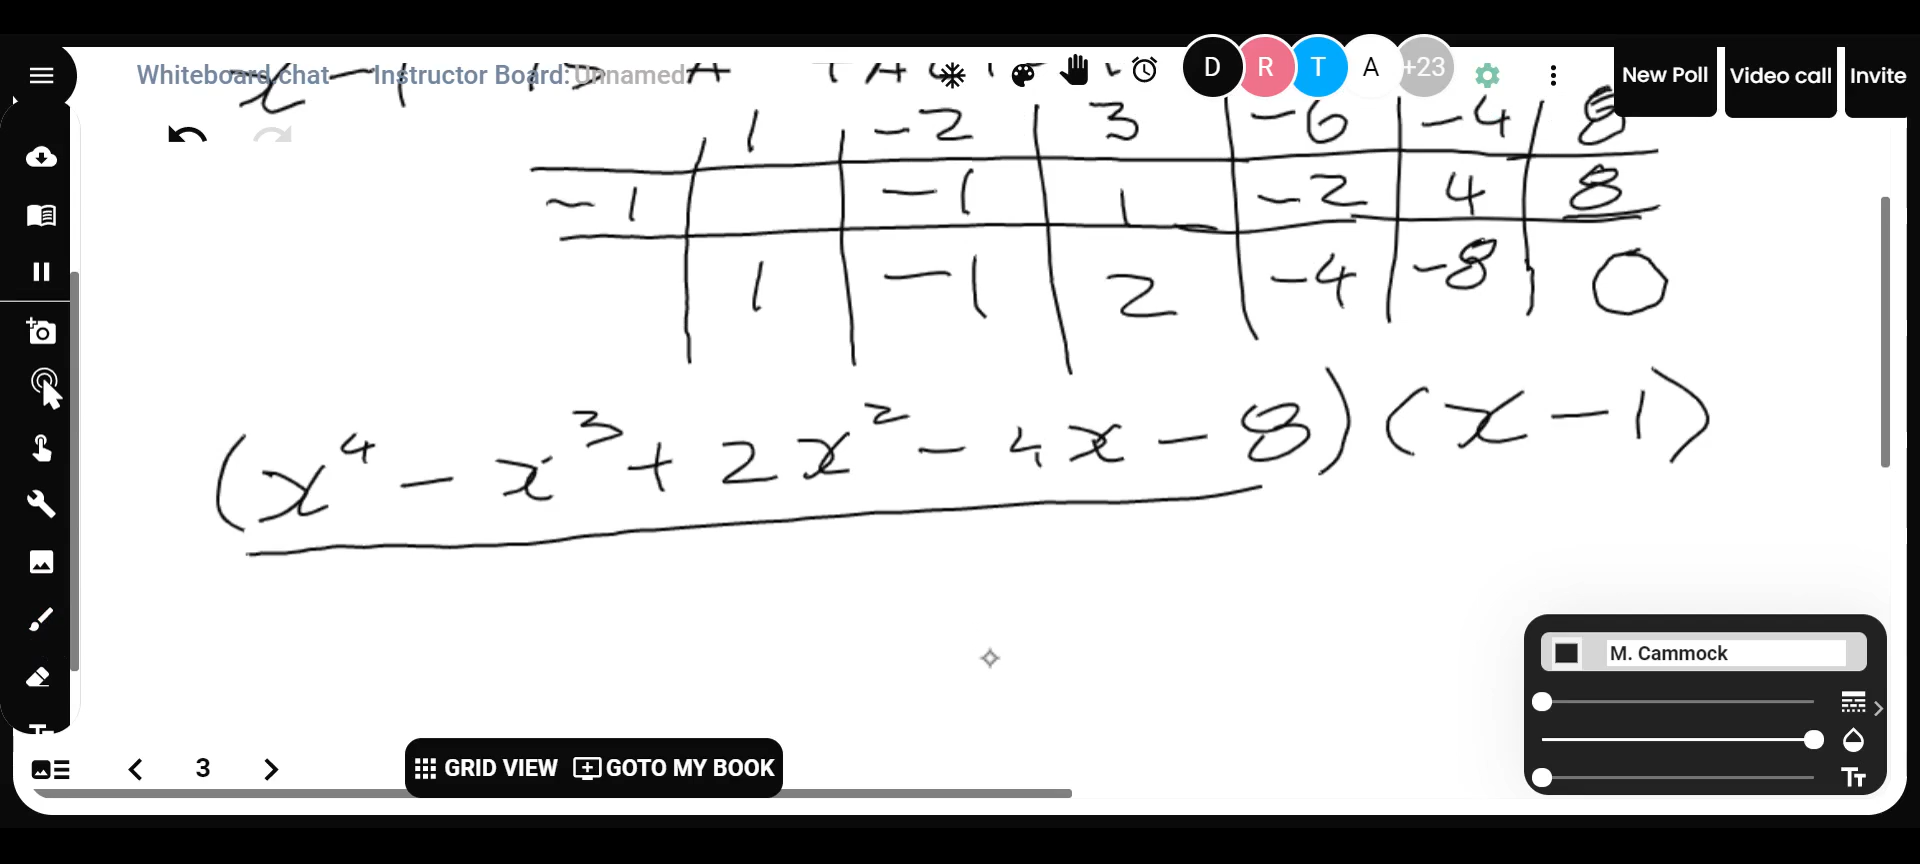 Whiteboard chat Instructor Board: Unnamed
D R T A +23
New Poll Video call Invite
x - 1 is A
1 -2 3 -6 -4 8
-1 -1 1 -2 4 8
1 -1 2 -4 -8 0
(x⁴ - x³ + 2x² - 4x - 8)(x - 1)
M. Cammock
3
GRID VIEW GOTO MY BOOK